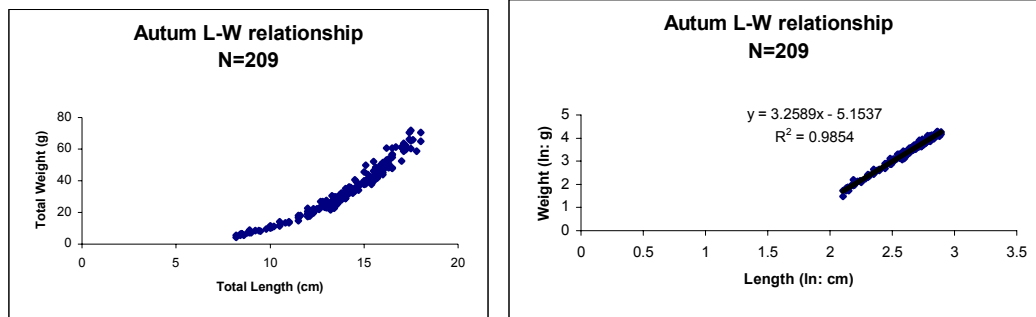 Autum L-W relationship
N=209
80
60
40
20
0
0 5 10 15 20
Total Weight (g)
Total Length (cm)
Autum L-W relationship
N=209
y = 3.2589x - 5.1537
R² = 0.9854
5
4
3
2
1
0
0 0.5 1 1.5 2 2.5 3 3.5
Weight (ln: g)
Length (ln: cm)